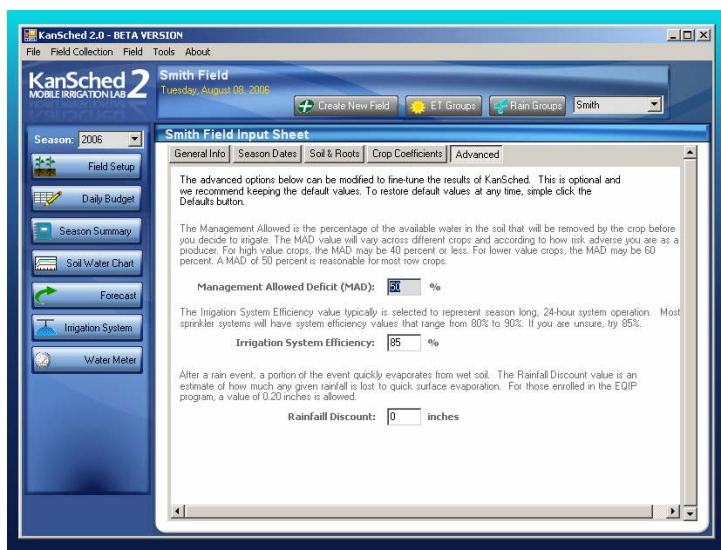 KanSched 2.0 - BETA VERSION
File Field Collection Field Tools About
KanSched 2
MOBILE IRRIGATION LAB
Smith Field
Tuesday, August 08, 2006
Create New Field
ET Groups
Rain Groups
Smith
Season: 2006
Field Setup
Daily Budget
Season Summary
Soil Water Chart
Forecast
Irrigation System
Water Meter
Smith Field Input Sheet
General Info Season Dates Soil & Roots Crop Coefficients Advanced
The advanced options below can be modified to fine-tune the results of KanSched. This is optional and
we recommend keeping the default values. To restore default values at any time, simple click the
Defaults button.
The Management Allowed is the percentage of the available water in the soil that will be removed by the crop before
you decide to irrigate. The MAD value will vary across different crops and according to how risk adverse you are as a
producer. For high value crops, the MAD may be 40 percent or less. For lower value crops, the MAD may be 60
percent. A MAD of 50 percent is reasonable for most row crops.
Management Allowed Deficit (MAD): 50 %
The Irrigation System Efficiency value typically is selected to represent season long, 24-hour system operation. Most
sprinkler systems will have system efficiency values that range from 80% to 90%. If you are unsure, try 85%.
Irrigation System Efficiency: 85 %
After a rain event, a portion of the event quickly evaporates from wet soil. The Rainfall Discount value is an
estimate of how much any given rainfall is lost to quick surface evaporation. For those enrolled in the EQIP
program, a value of 0.20 inches is allowed.
Rainfaill Discount: 0 inches